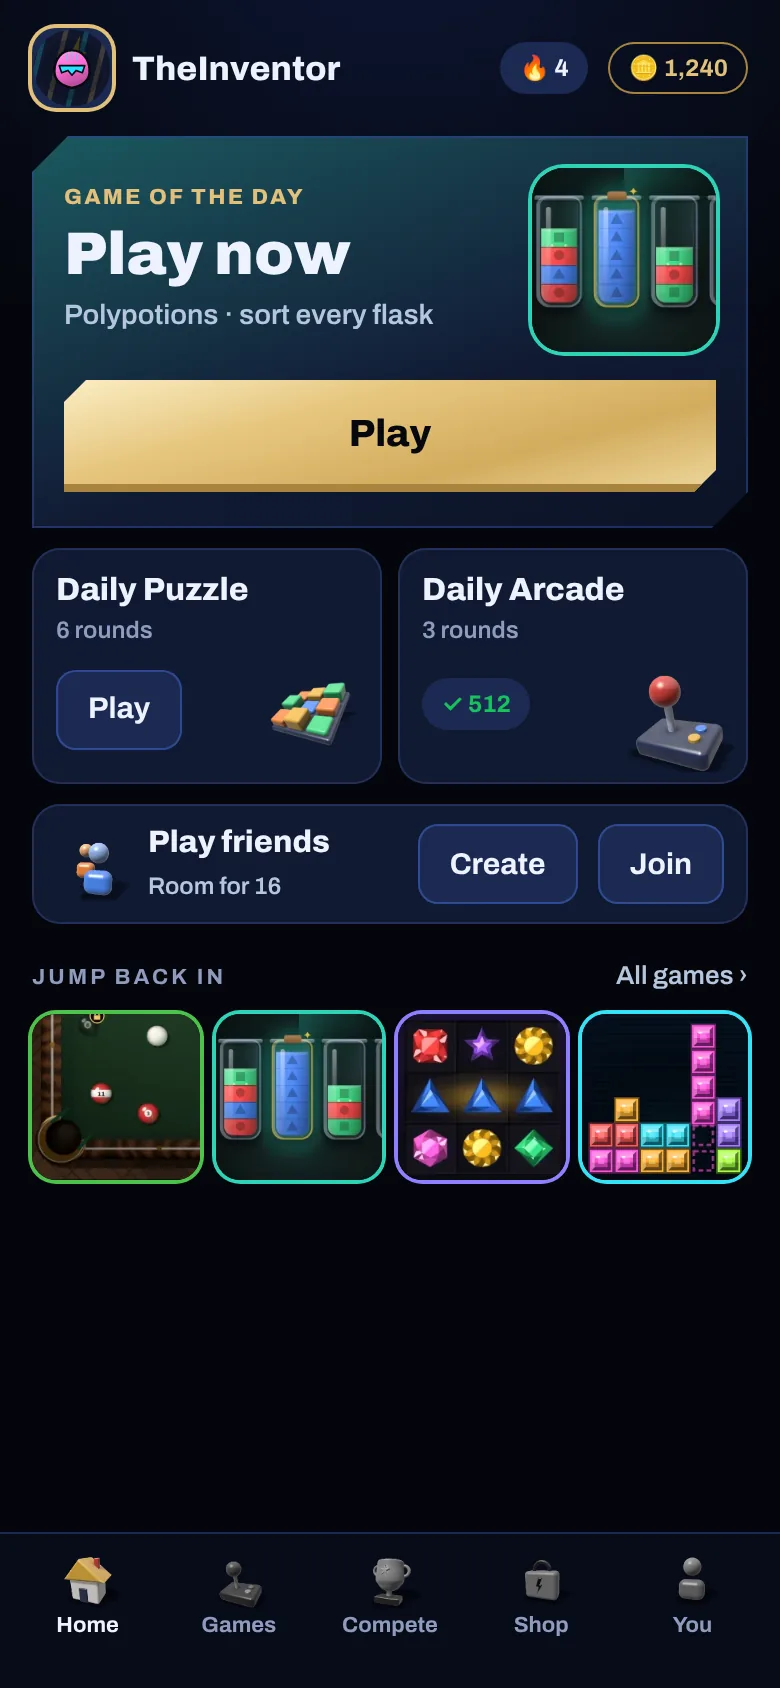 TheInventor
4
1,240
GAME OF THE DAY
Play now
Polypotions · sort every flask
Play
Daily Puzzle
6 rounds
Play
Daily Arcade
3 rounds
512
Play friends
Room for 16
Create
Join
JUMP BACK IN
All games ›
11
Home
Games
Compete
Shop
You